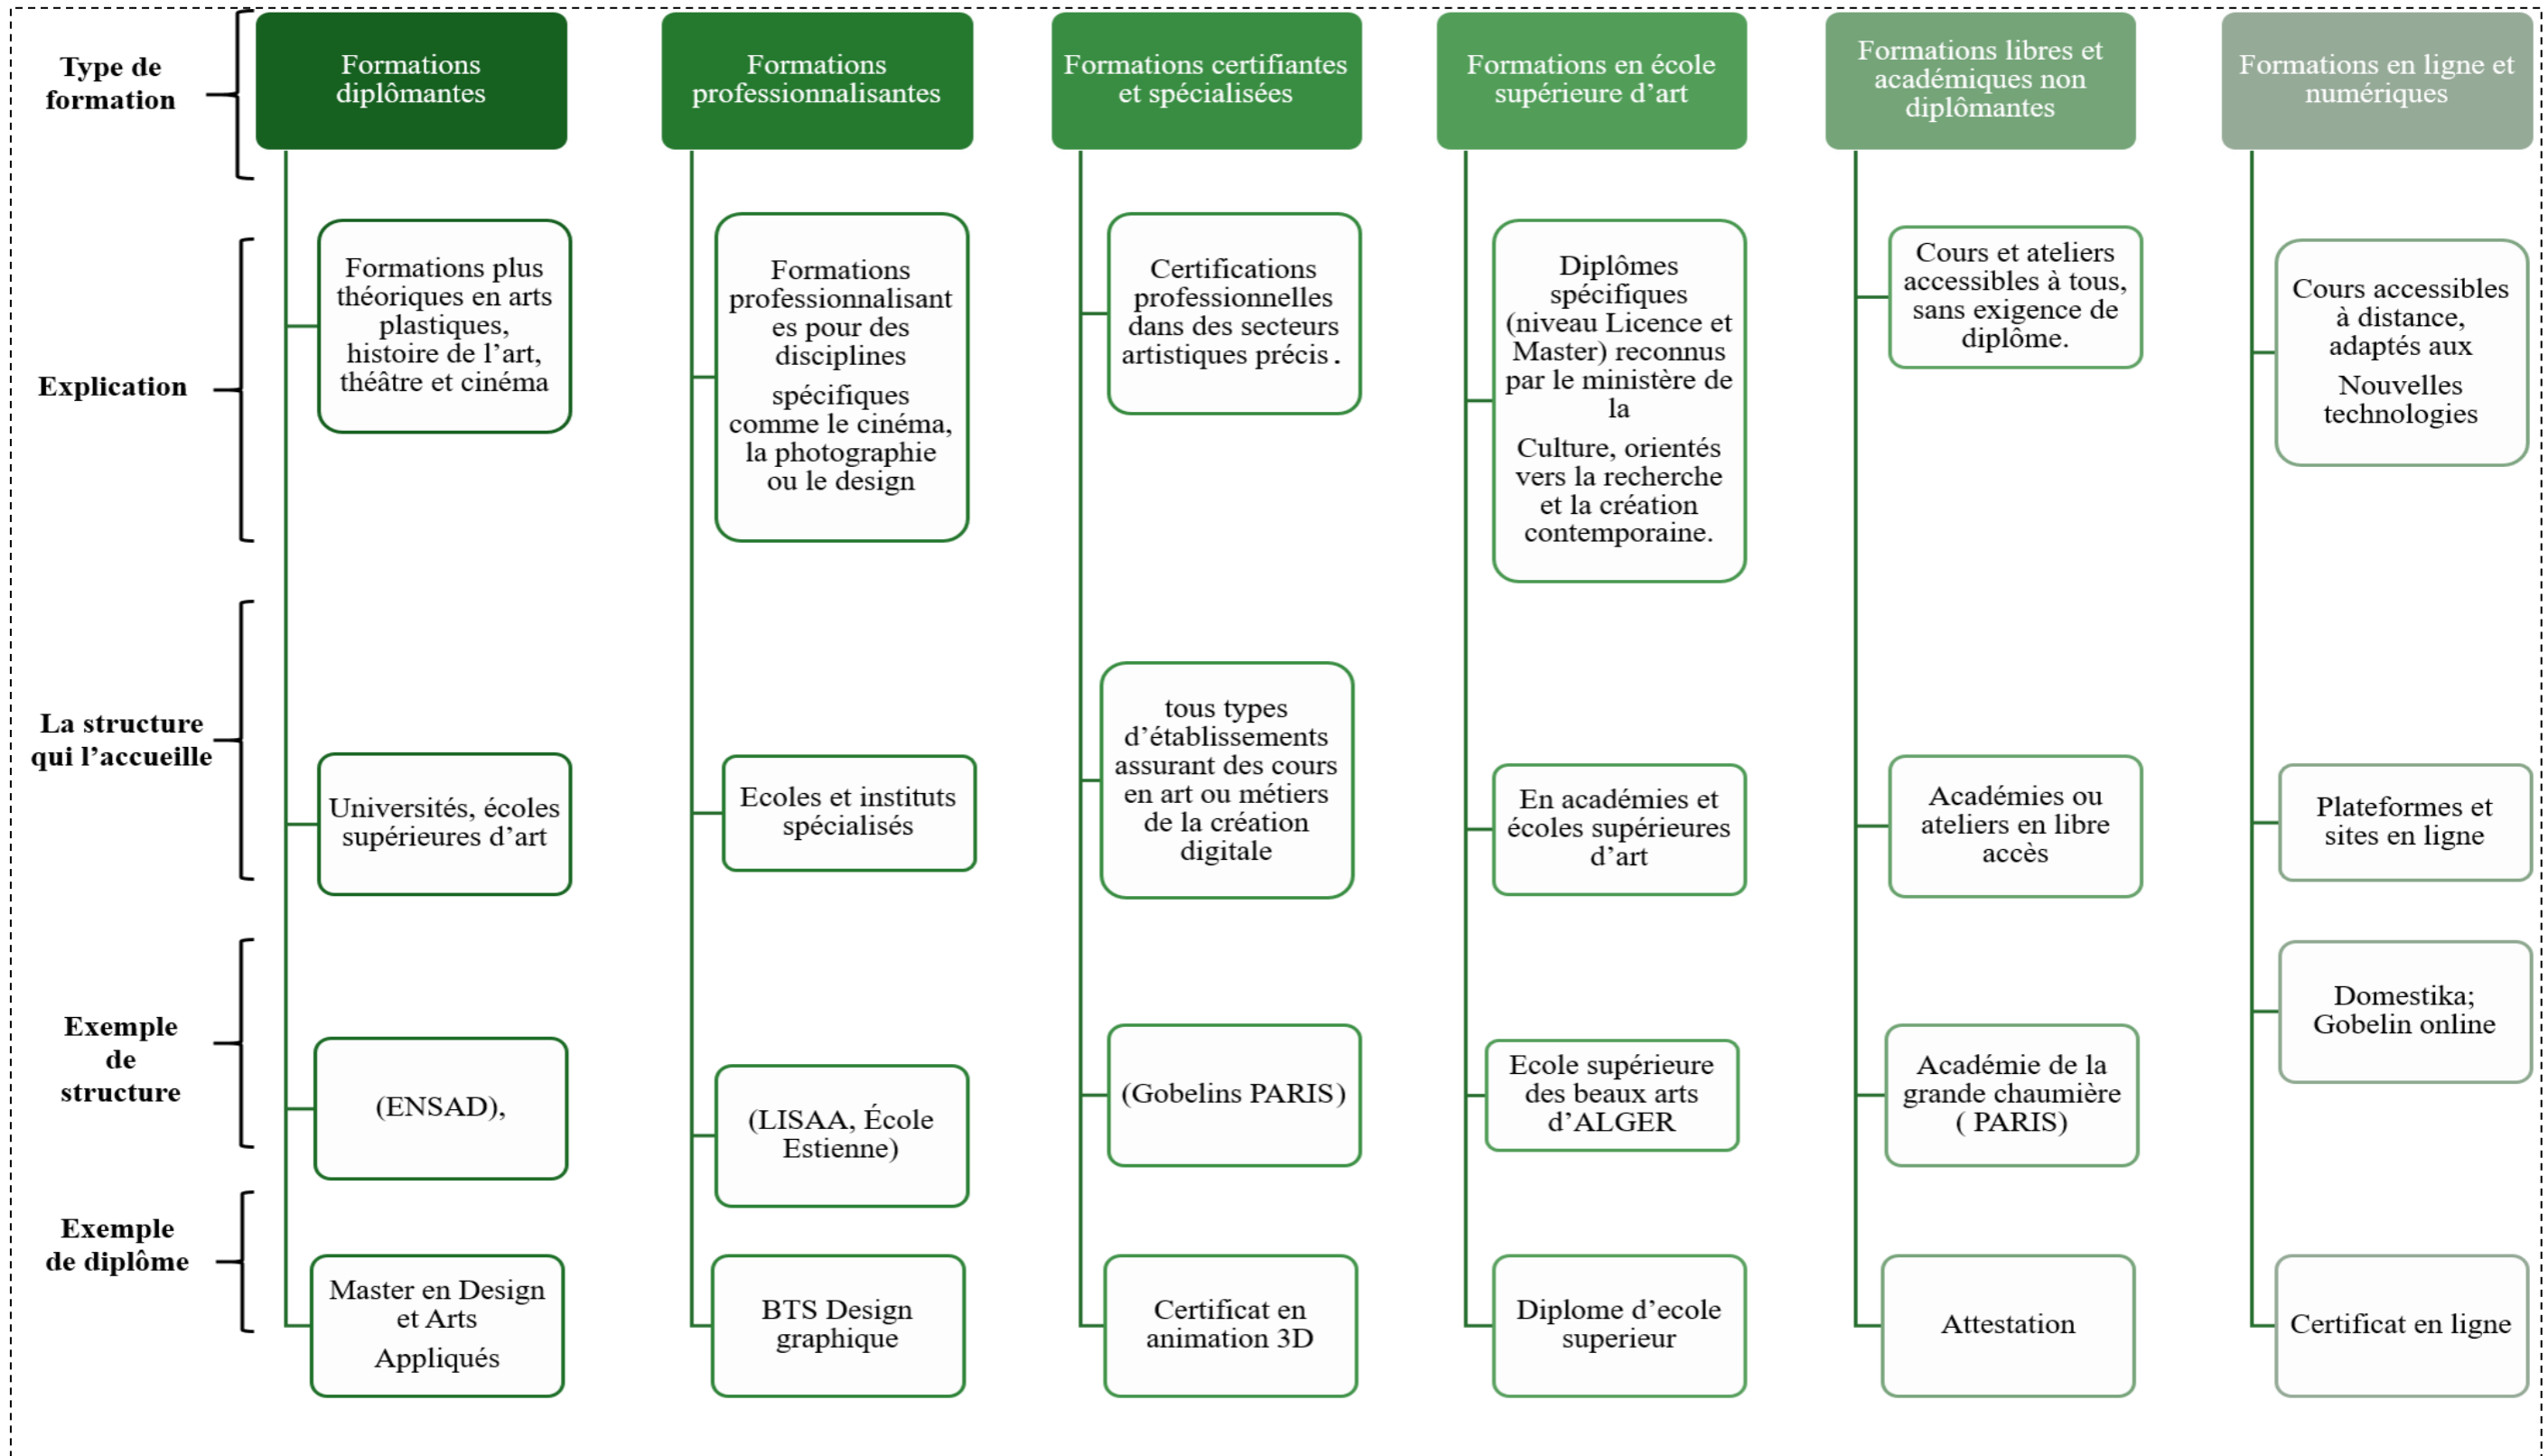 Type de
formation
Formations
diplômantes
Formations
professionnalisantes
Formations certifiantes
et spécialisées
Formations en école
supérieure d’art
Formations libres et
académiques non
diplômantes
Formations en ligne et
numériques
Explication
Formations plus
théoriques en arts
plastiques,
histoire de l’art,
théâtre et cinéma
Formations
professionnalisant
es pour des
disciplines
spécifiques
comme le cinéma,
la photographie
ou le design
Certifications
professionnelles
dans des secteurs
artistiques précis .
Diplômes
spécifiques
(niveau Licence et
Master) reconnus
par le ministère de
la
Culture, orientés
vers la recherche
et la création
contemporaine.
Cours et ateliers
accessibles à tous,
sans exigence de
diplôme.
Cours accessibles
à distance,
adaptés aux
Nouvelles
technologies
La structure
qui l’accueille
Universités, écoles
supérieures d’art
Ecoles et instituts
spécialisés
tous types
d’établissements
assurant des cours
en art ou métiers
de la création
digitale
En académies et
écoles supérieures
d’art
Académies ou
ateliers en libre
accès
Plateformes et
sites en ligne
Exemple
de
structure
(ENSAD),
(LISAA, École
Estienne)
(Gobelins PARIS)
Ecole supérieure
des beaux arts
d’ALGER
Académie de la
grande chaumière
( PARIS)
Domestika;
Gobelin online
Exemple
de diplôme
Master en Design
et Arts
Appliqués
BTS Design
graphique
Certificat en
animation 3D
Diplome d’ecole
superieur
Attestation
Certificat en ligne